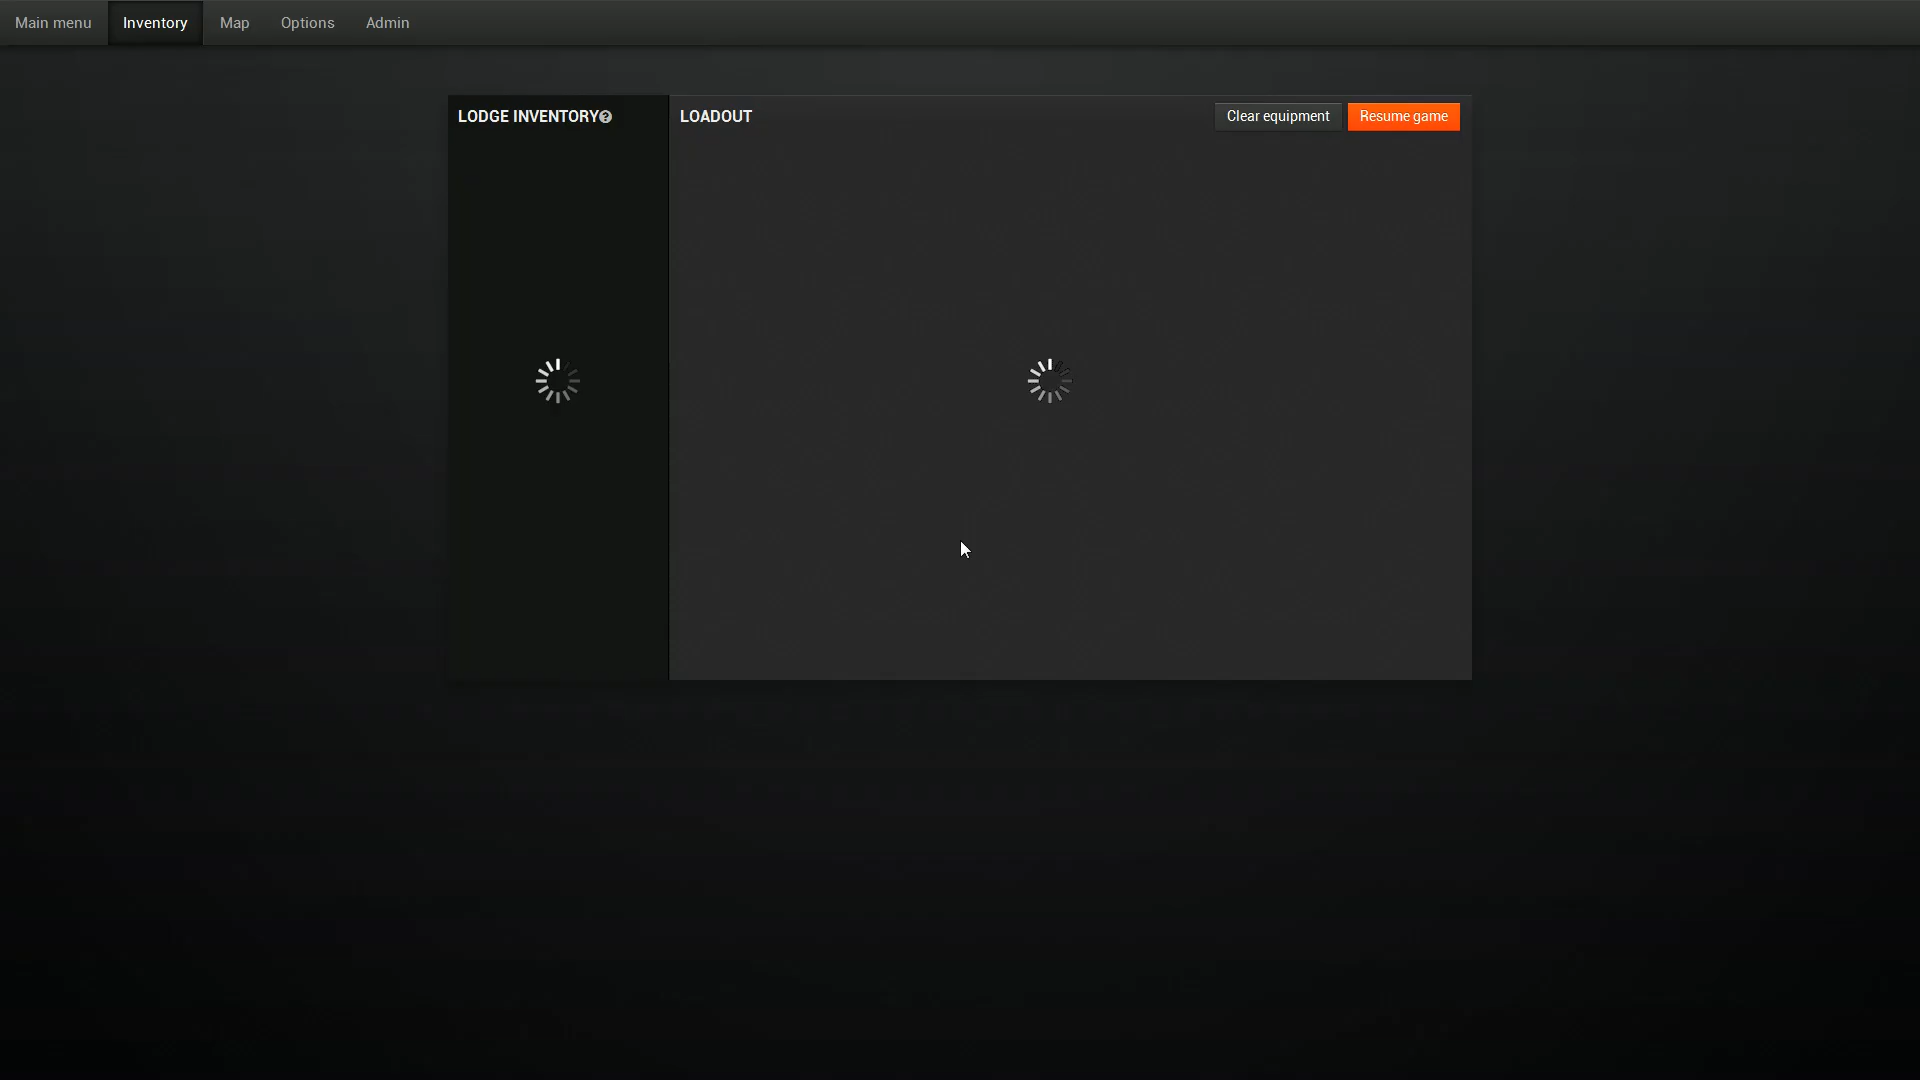 Main menu Inventory Map Options Admin
LODGE INVENTORY?
LOADOUT
Clear equipment
Resume game